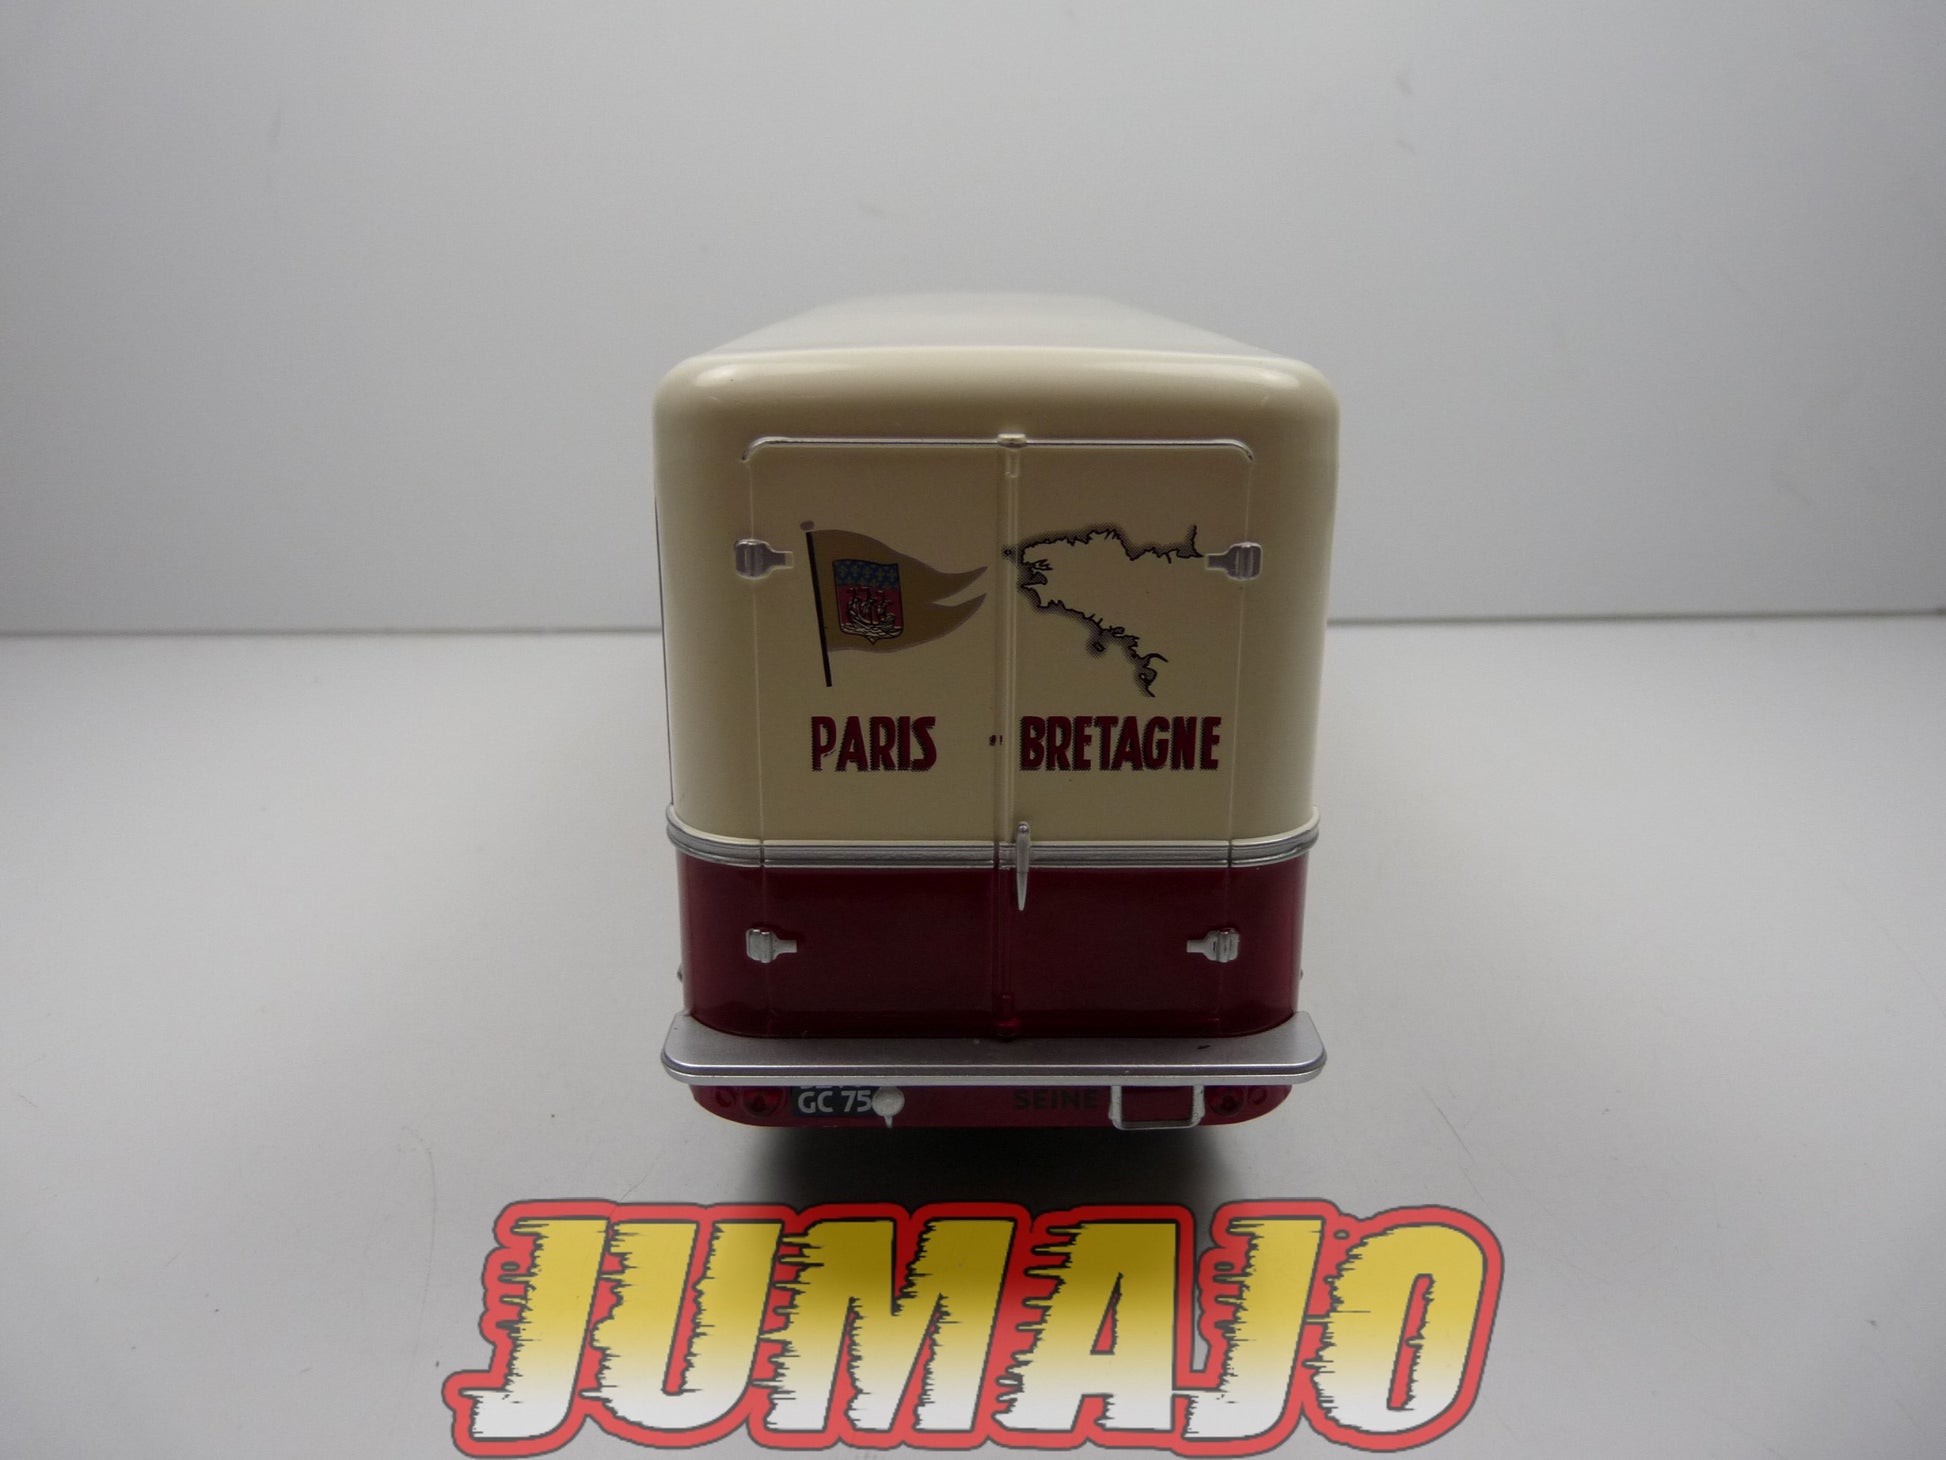 PARIS - BRETAGNE
GC 75
SEINE
JUMAJO